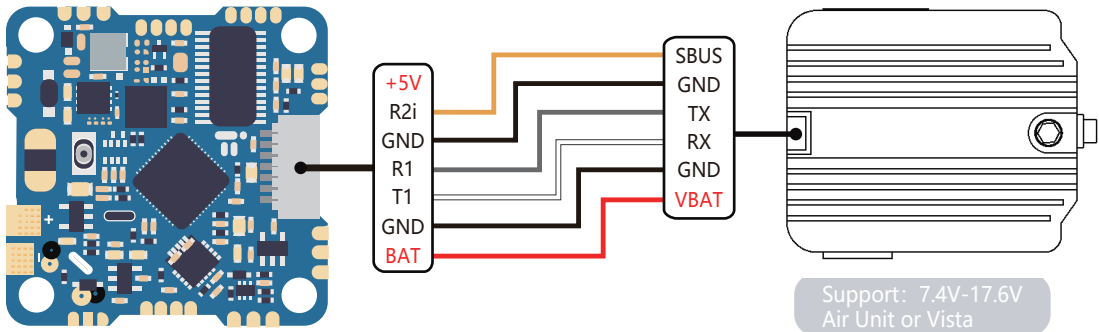 +5V
R2i
GND
R1
T1
GND
BAT
SBUS
GND
TX
RX
GND
VBAT
+
Support: 7.4V-17.6V
Air Unit or Vista